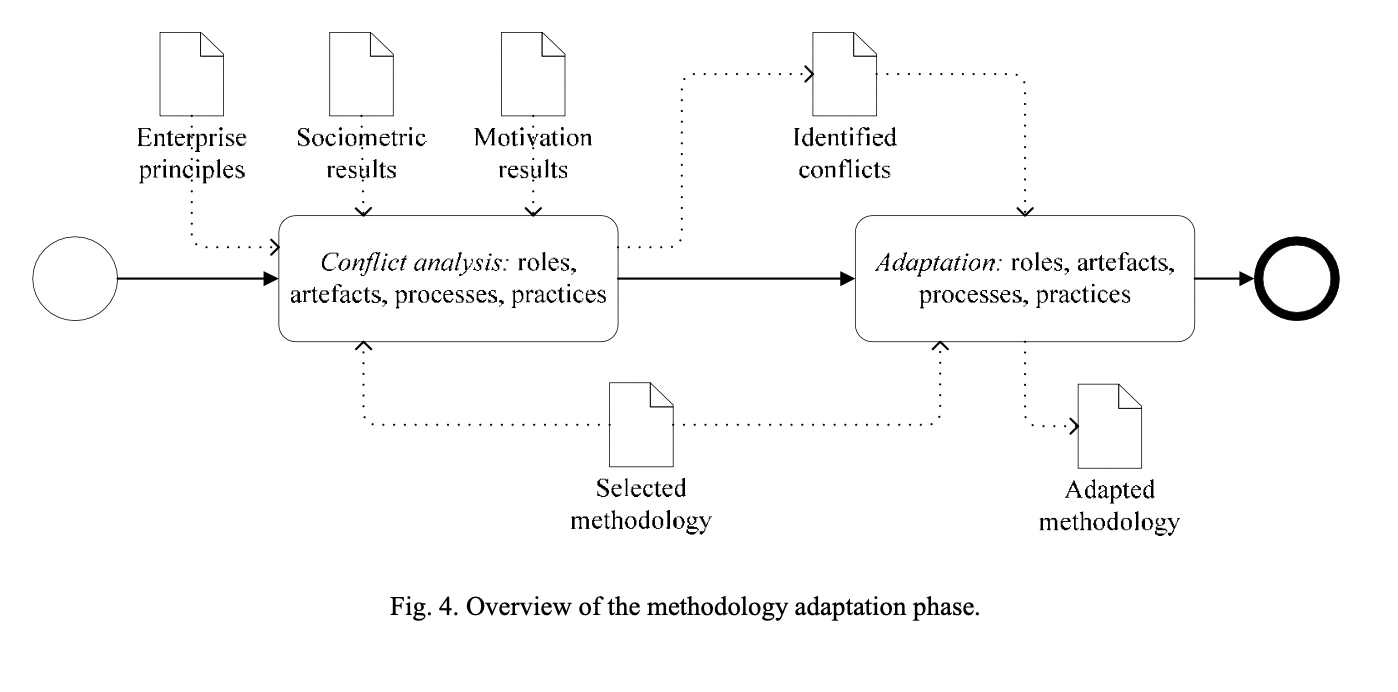 Enterprise
principles
Sociometric
results
Motivation
results
Identified
conflicts
Conflict analysis: roles,
artefacts, processes, practices
Adaptation: roles, artefacts,
processes, practices
Selected
methodology
Adapted
methodology
Fig. 4. Overview of the methodology adaptation phase.